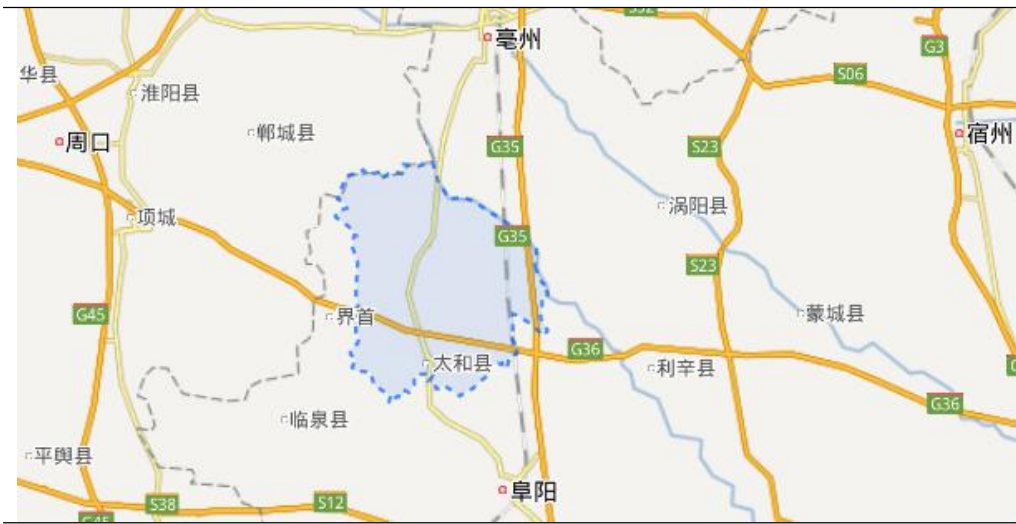 亳州
G3
华县
S06
淮阳县
郸城县
宿州
周口
G35
S23
涡阳县
项城
G35
S23
G45
界首
蒙城县
G36
太和县
利辛县
G36
临泉县
平舆县
阜阳
S38
S12
G45